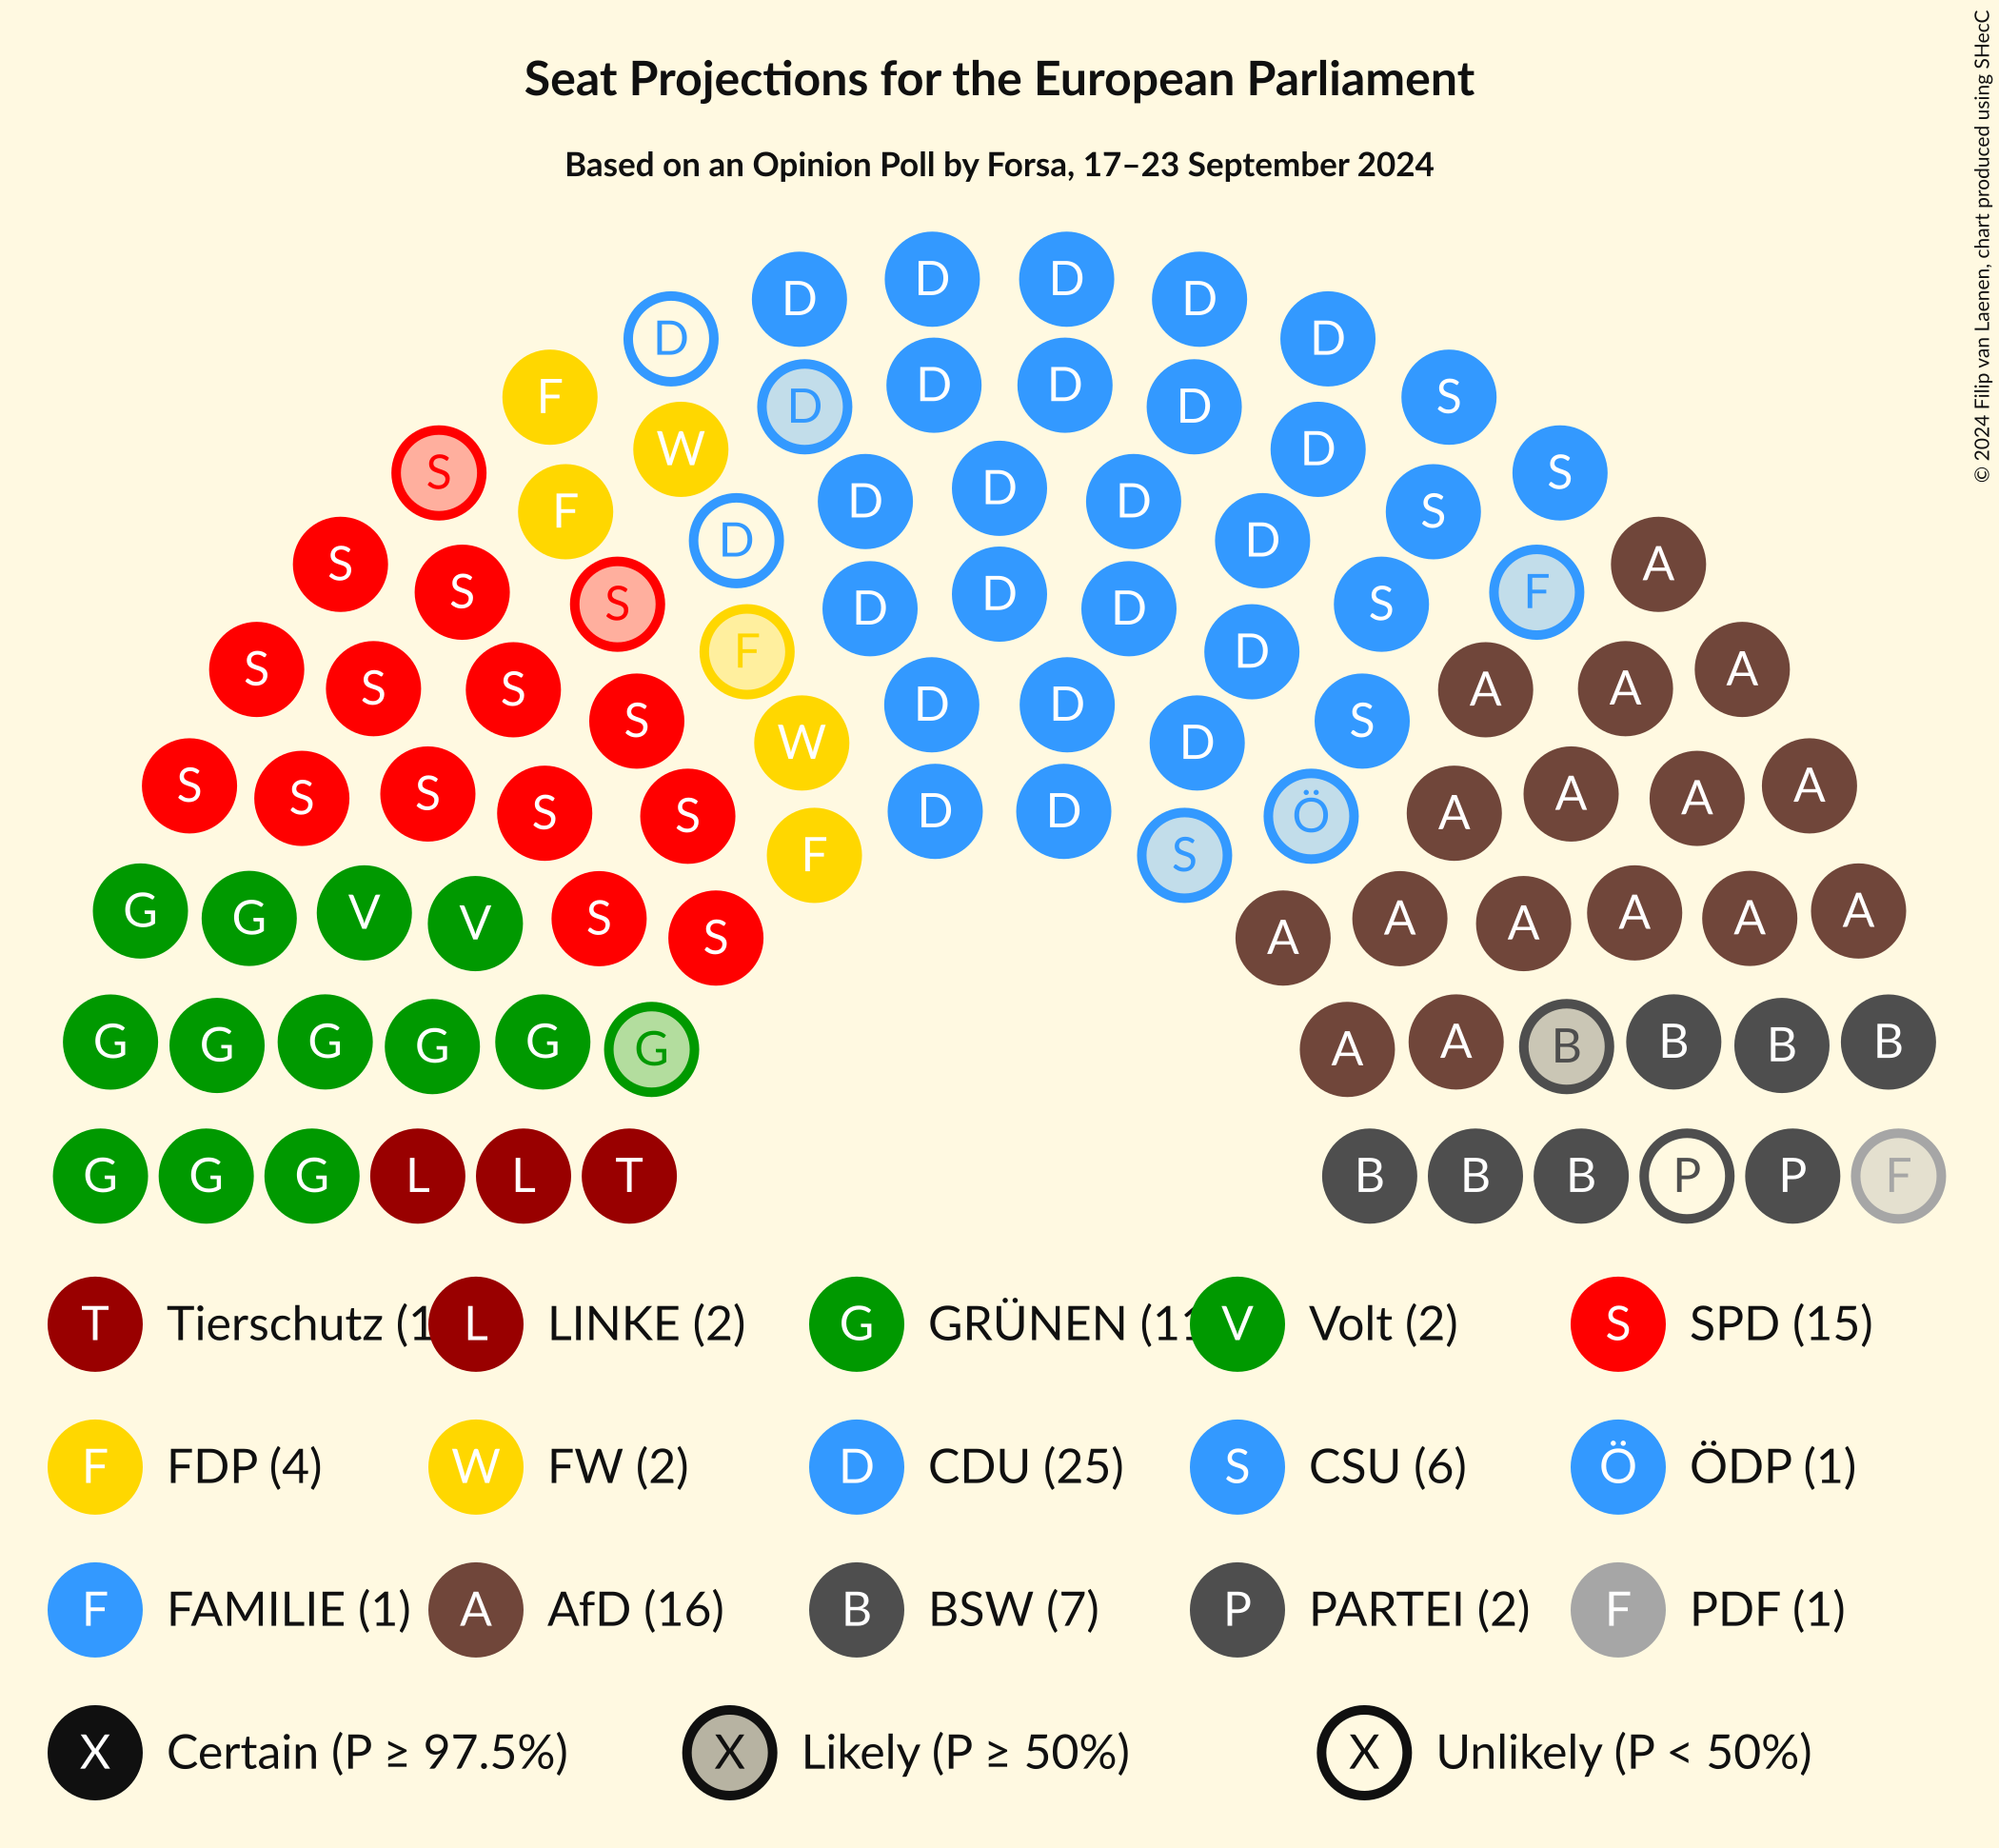 © 2024 Filip van Laenen, chart produced using SHecC
Seat Projections for the European Parliament
Based on an Opinion Poll by Forsa, 17–23 September 2024
D D D D
D D
F D D D D S
W D
S D D D S
F D D S
S S S D D D S F A
S S S F D A A A
S W D D D S
S S S S S D D Ö A A A A
F S
G G V V S S A A A A A A
G G G G G G A A B B B B
G G G L L T B B B P P F
T Tierschutz (1 L LINKE (2) G GRÜNEN (11 V Volt (2) S SPD (15)
F FDP (4) W FW (2) D CDU (25) S CSU (6) Ö ÖDP (1)
F FAMILIE (1) A AfD (16) B BSW (7) P PARTEI (2) F PDF (1)
X Certain (P ≥ 97.5%) X Likely (P ≥ 50%) X Unlikely (P < 50%)